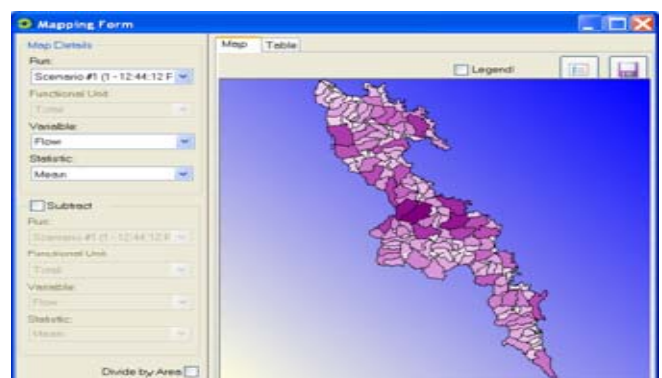 Mapping Form
Map Details
Run:
Scenario #1 (1 - 12:44:12 F
Functional Unit
Total
Variable:
Flow
Statistic:
Mean
Subtract
Run:
Scenario #1 (1 - 12:44:12 F
Functional Unit
Total
Variable:
Flow
Statistic:
Mean
Divide by Area
Map
Table
Legend